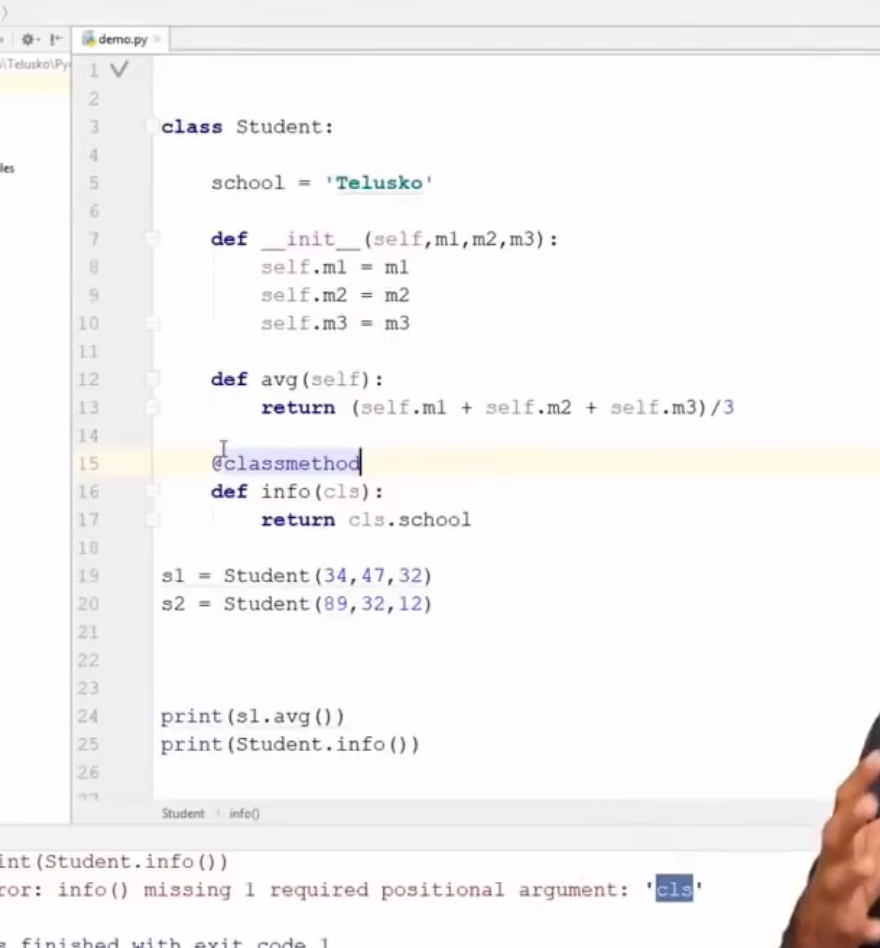 demo.py
\Telusko\Py
1
2
3 class Student:
les
4
5 school = 'Telusko'
6
7 def __init__(self,m1,m2,m3):
8 self.m1 = m1
9 self.m2 = m2
10 self.m3 = m3
11
12 def avg(self):
13 return (self.m1 + self.m2 + self.m3)/3
14
15 @classmethod
16 def info(cls):
17 return cls.school
18
19 s1 = Student(34,47,32)
20 s2 = Student(89,32,12)
21
22
23
24 print(s1.avg())
25 print(Student.info())
26
27
Student info()
int(Student.info())
ror: info() missing 1 required positional argument: 'cls'
s finished with exit code 1